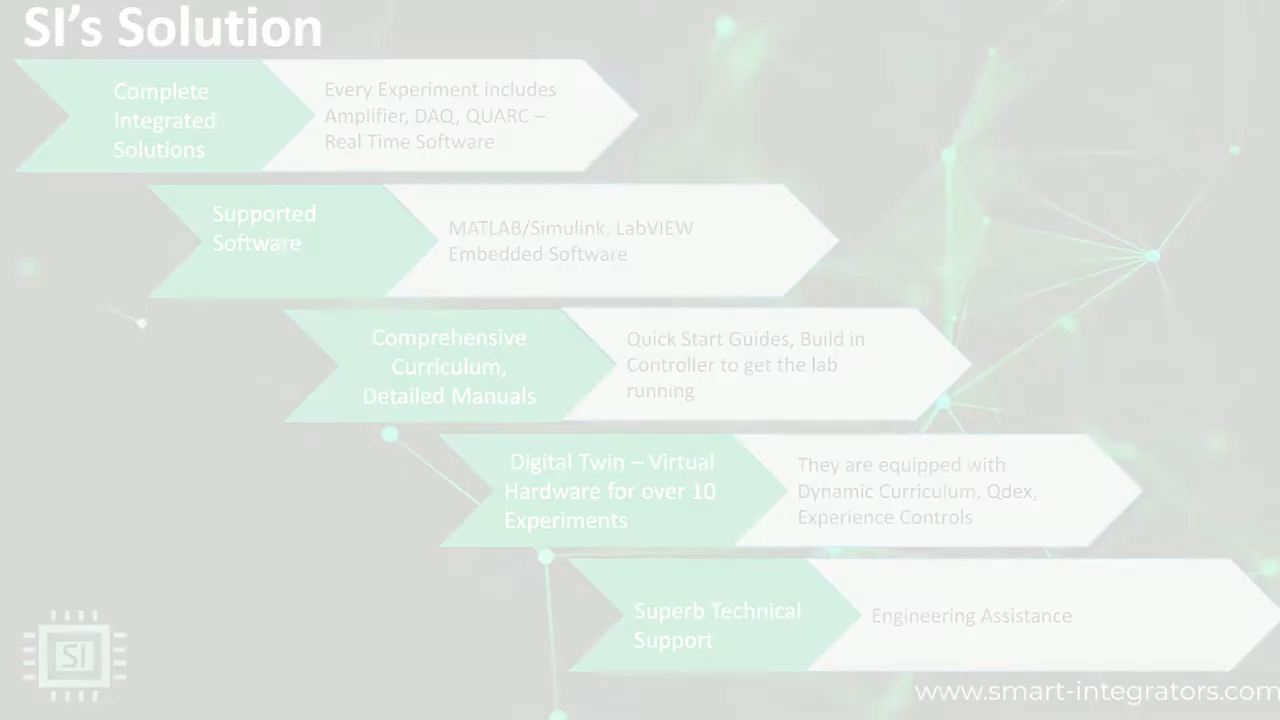 SI’s Solution
Complete
Integrated
Solutions
Every Experiment includes
Amplifier, DAQ, QUARC –
Real Time Software
Supported
Software
MATLAB/Simulink, LabVIEW
Embedded Software
Comprehensive
Curriculum,
Detailed Manuals
Quick Start Guides, Build in
Controller to get the lab
running
Digital Twin – Virtual
Hardware for over 10
Experiments
They are equipped with
Dynamic Curriculum, Qdex,
Experience Controls
Superb Technical
Support
Engineering Assistance
SI
www.smart-integrators.com